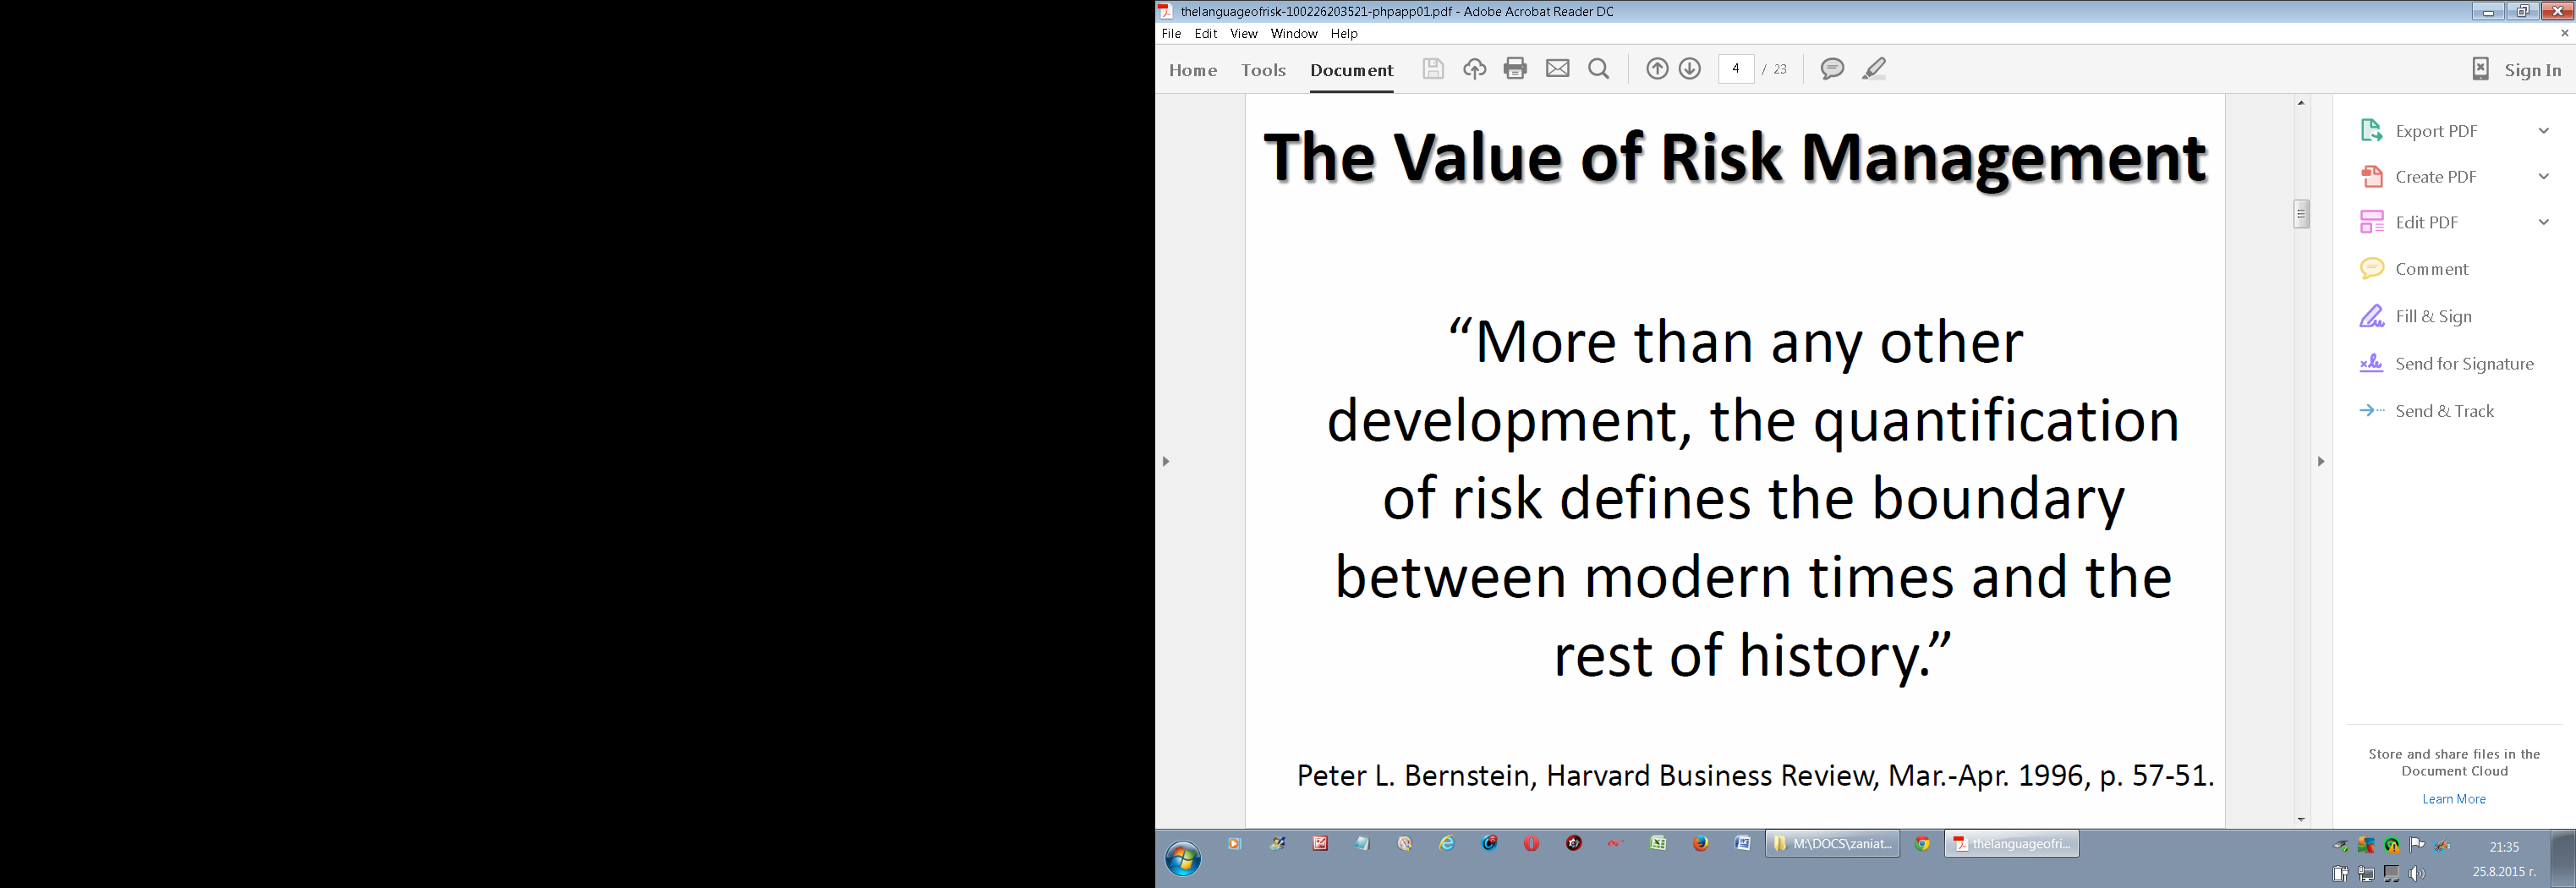 thelanguageofrisk-100226203521-phpapp01.pdf - Adobe Acrobat Reader DC
File Edit View Window Help
Home Tools Document 4 / 23 Sign In
The Value of Risk Management
“More than any other
development, the quantification
of risk defines the boundary
between modern times and the
rest of history.”
Peter L. Bernstein, Harvard Business Review, Mar.-Apr. 1996, p. 57-51.
Export PDF
Create PDF
Edit PDF
Comment
Fill & Sign
Send for Signature
Send & Track
Store and share files in the
Document Cloud
Learn More
M:\DOCS\zaniat... thelanguageofri... 21:35
25.8.2015 г.